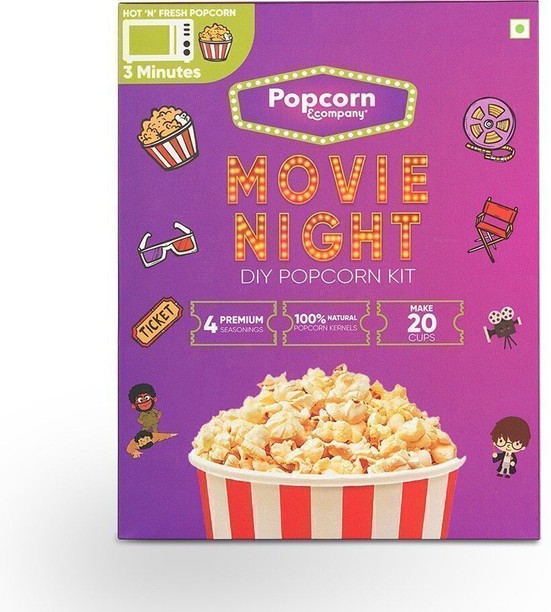 HOT 'N' FRESH POPCORN
3 Minutes
Popcorn
&company
MOVIE
NIGHT
DIY POPCORN KIT
4 PREMIUM SEASONINGS
100% NATURAL POPCORN KERNELS
MAKE
20
CUPS
TICKET